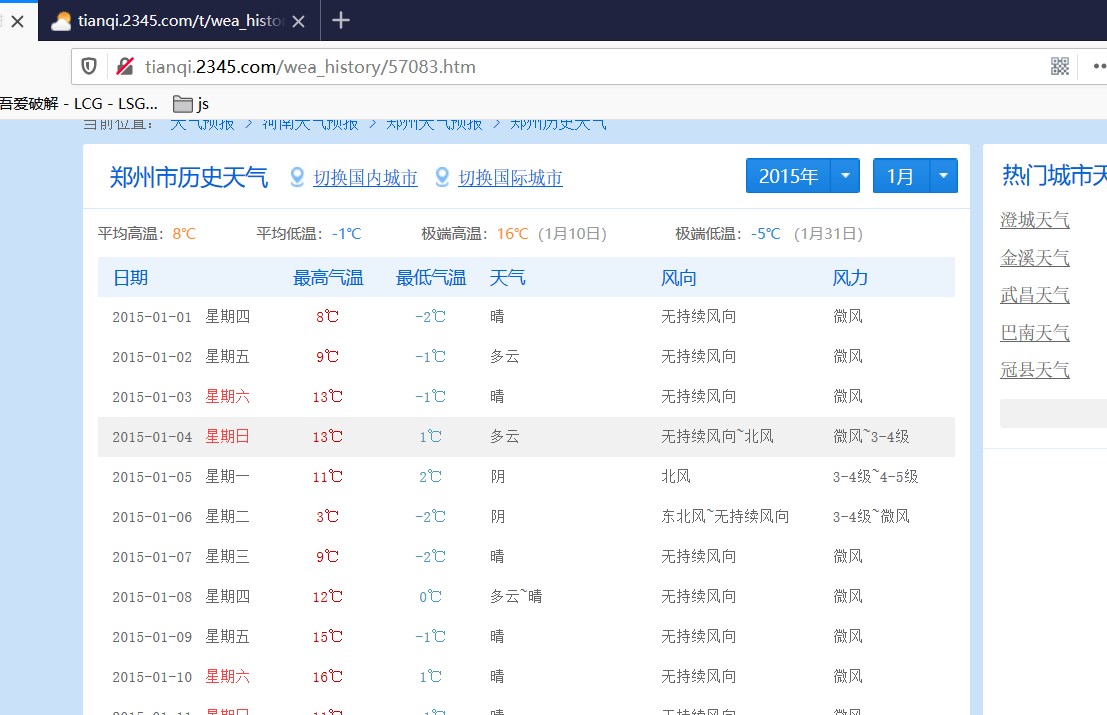 tianqi.2345.com/t/wea_histo
tianqi.2345.com/wea_history/57083.htm
吾爱破解 - LCG - LSG... js
当前位置： 天气预报 > 河南天气预报 > 郑州天气预报 > 郑州历史天气
郑州市历史天气 切换国内城市 切换国际城市 2015年 1月
平均高温：8℃ 平均低温：-1℃ 极端高温：16℃ (1月10日) 极端低温：-5℃ (1月31日)
日期 最高气温 最低气温 天气 风向 风力
2015-01-01 星期四 8℃ -2℃ 晴 无持续风向 微风
2015-01-02 星期五 9℃ -1℃ 多云 无持续风向 微风
2015-01-03 星期六 13℃ -1℃ 晴 无持续风向 微风
2015-01-04 星期日 13℃ 1℃ 多云 无持续风向~北风 微风~3-4级
2015-01-05 星期一 11℃ 2℃ 阴 北风 3-4级~4-5级
2015-01-06 星期二 3℃ -2℃ 阴 东北风~无持续风向 3-4级~微风
2015-01-07 星期三 9℃ -2℃ 晴 无持续风向 微风
2015-01-08 星期四 12℃ 0℃ 多云~晴 无持续风向 微风
2015-01-09 星期五 15℃ -1℃ 晴 无持续风向 微风
2015-01-10 星期六 16℃ 1℃ 晴 无持续风向 微风
热门城市天
澄城天气
金溪天气
武昌天气
巴南天气
冠县天气